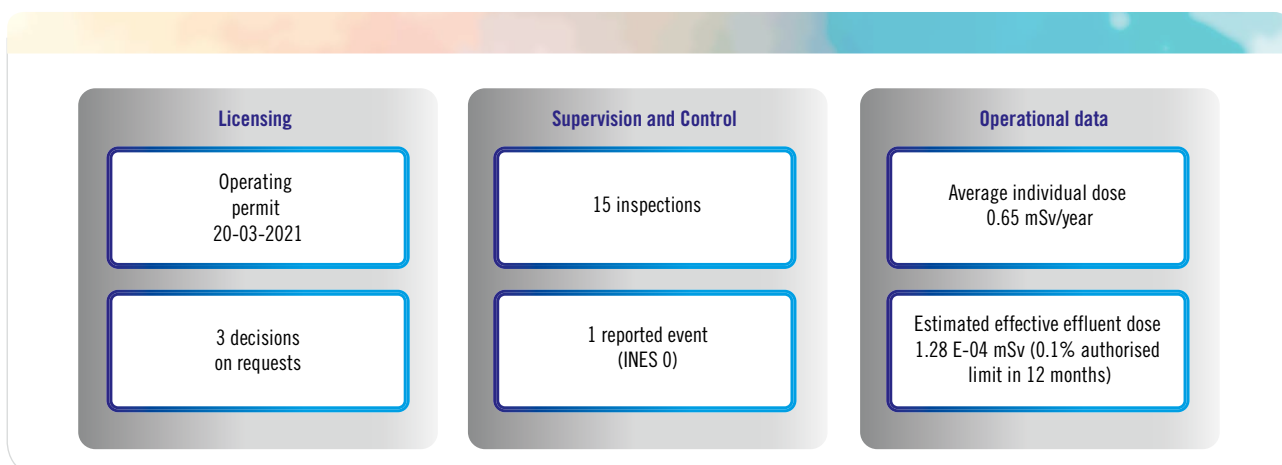 Licensing
Operating
permit
20-03-2021
3 decisions
on requests
Supervision and Control
15 inspections
1 reported event
(INES 0)
Operational data
Average individual dose
0.65 mSv/year
Estimated effective effluent dose
1.28 E-04 mSv (0.1% authorised
limit in 12 months)